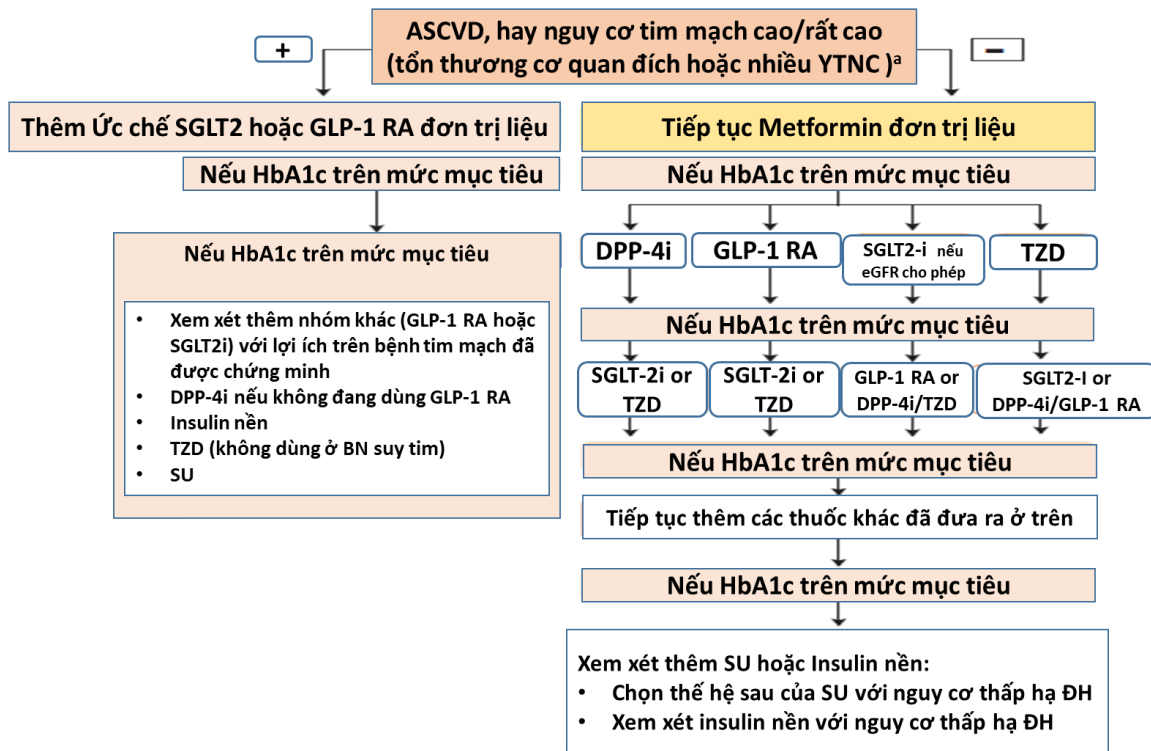 ASCVD, hay nguy cơ tim mạch cao/rất cao
(tổn thương cơ quan đích hoặc nhiều YTNC )ᵃ
+
−
Thêm Ức chế SGLT2 hoặc GLP-1 RA đơn trị liệu
Nếu HbA1c trên mức mục tiêu
Nếu HbA1c trên mức mục tiêu
• Xem xét thêm nhóm khác (GLP-1 RA hoặc
SGLT2i) với lợi ích trên bệnh tim mạch đã
được chứng minh
• DPP-4i nếu không đang dùng GLP-1 RA
• Insulin nền
• TZD (không dùng ở BN suy tim)
• SU
Tiếp tục Metformin đơn trị liệu
Nếu HbA1c trên mức mục tiêu
DPP-4i
GLP-1 RA
SGLT2-i nếu
eGFR cho phép
TZD
Nếu HbA1c trên mức mục tiêu
SGLT-2i or
TZD
SGLT-2i or
TZD
GLP-1 RA or
DPP-4i/TZD
SGLT2-I or
DPP-4i/GLP-1 RA
Nếu HbA1c trên mức mục tiêu
Tiếp tục thêm các thuốc khác đã đưa ra ở trên
Nếu HbA1c trên mức mục tiêu
Xem xét thêm SU hoặc Insulin nền:
• Chọn thế hệ sau của SU với nguy cơ thấp hạ ĐH
• Xem xét insulin nền với nguy cơ thấp hạ ĐH